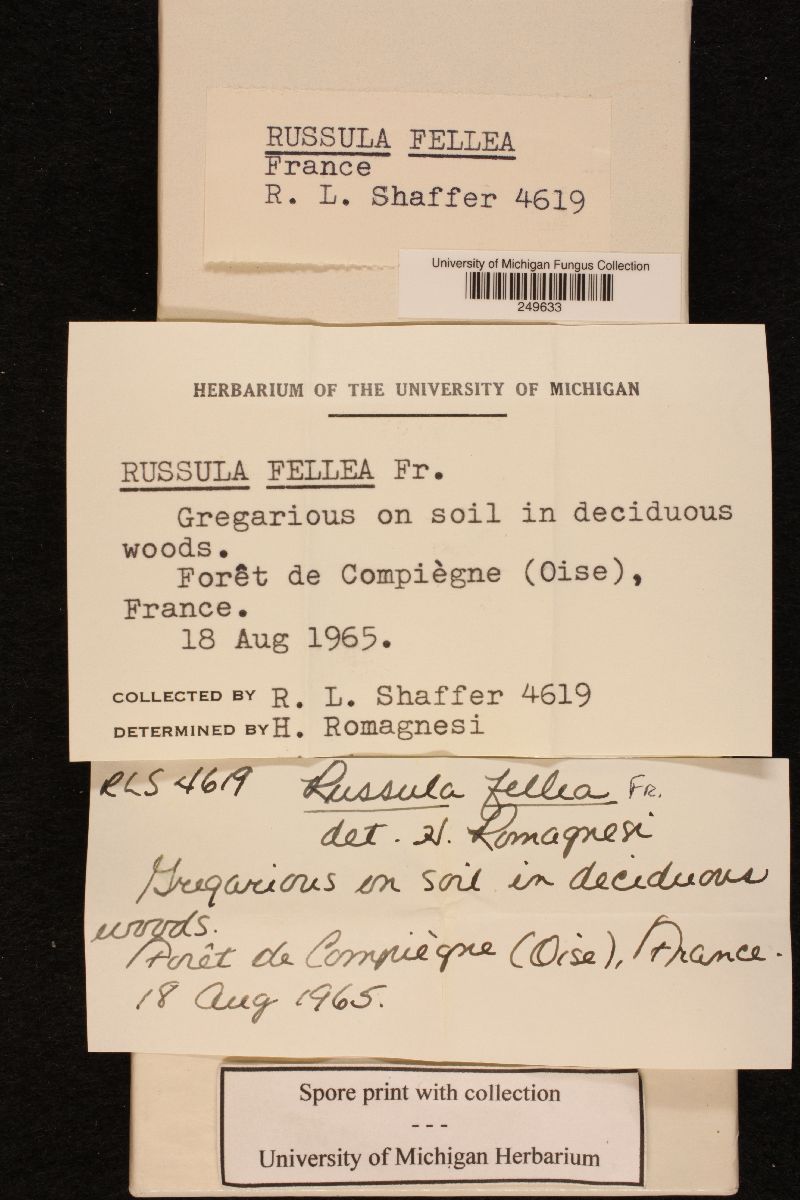 RUSSULA FELLEA
France
R. L. Shaffer 4619
University of Michigan Fungus Collection
249633
HERBARIUM OF THE UNIVERSITY OF MICHIGAN
RUSSULA FELLEA Fr.
Gregarious on soil in deciduous
woods.
Forêt de Compiègne (Oise),
France.
18 Aug 1965.
COLLECTED BY R. L. Shaffer 4619
DETERMINED BY H. Romagnesi
RLS 4619 Russula fellea FR.
det. H. Romagnesi
Gregarious on soil in deciduous
woods.
Forêt de Compiègne (Oise), France.
18 Aug 1965.
Spore print with collection
- - -
University of Michigan Herbarium